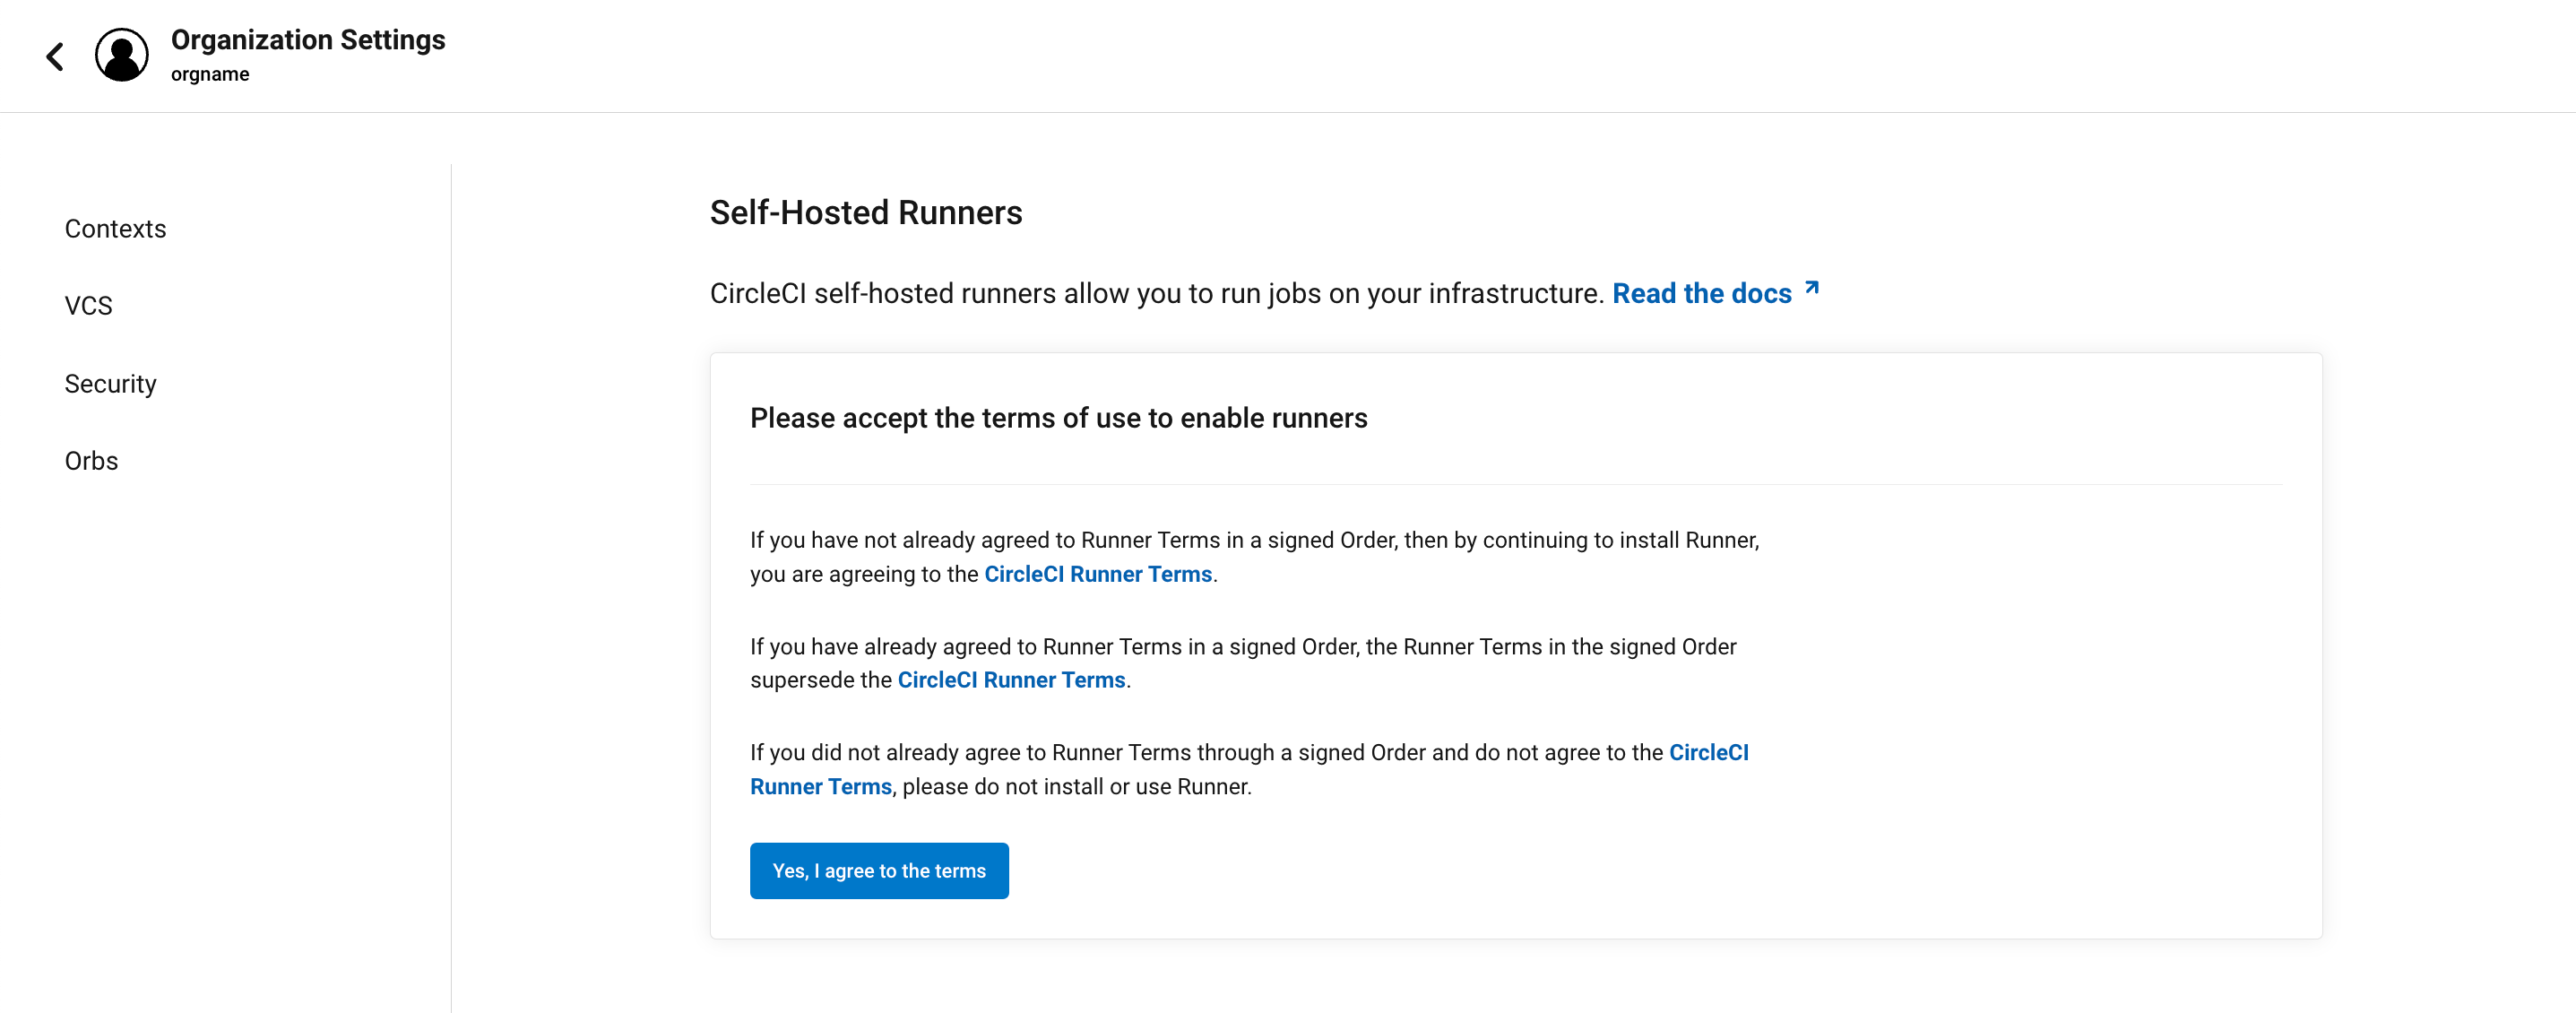 Organization Settings
orgname
Contexts
VCS
Security
Orbs
Self-Hosted Runners
CircleCI self-hosted runners allow you to run jobs on your infrastructure. Read the docs
Please accept the terms of use to enable runners
If you have not already agreed to Runner Terms in a signed Order, then by continuing to install Runner,
you are agreeing to the CircleCI Runner Terms.
If you have already agreed to Runner Terms in a signed Order, the Runner Terms in the signed Order
supersede the CircleCI Runner Terms.
If you did not already agree to Runner Terms through a signed Order and do not agree to the CircleCI
Runner Terms, please do not install or use Runner.
Yes, I agree to the terms